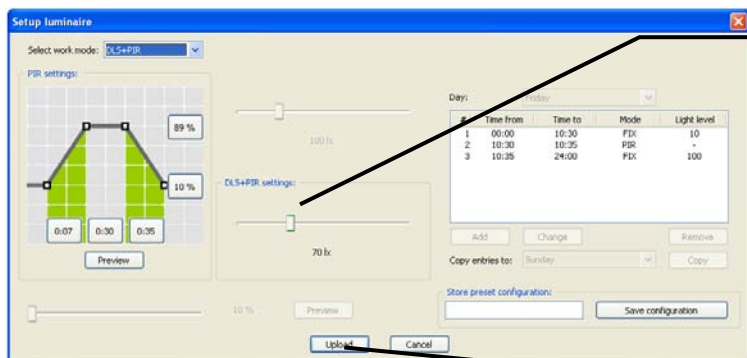 Setup luminaire
Select work mode: DLS+PIR
PIR settings:
89 %
10 %
0:07 0:30 0:35
Preview
100 lx
DLS+PIR settings:
70 lx
10 % Preview
Day: Friday
# Time from Time to Mode Light level
1 00:00 10:30 FIX 10
2 10:30 10:35 PIR -
3 10:35 24:00 FIX 100
Add Change Remove
Copy entries to: Sunday Copy
Store preset configuration:
Save configuration
Upload Cancel